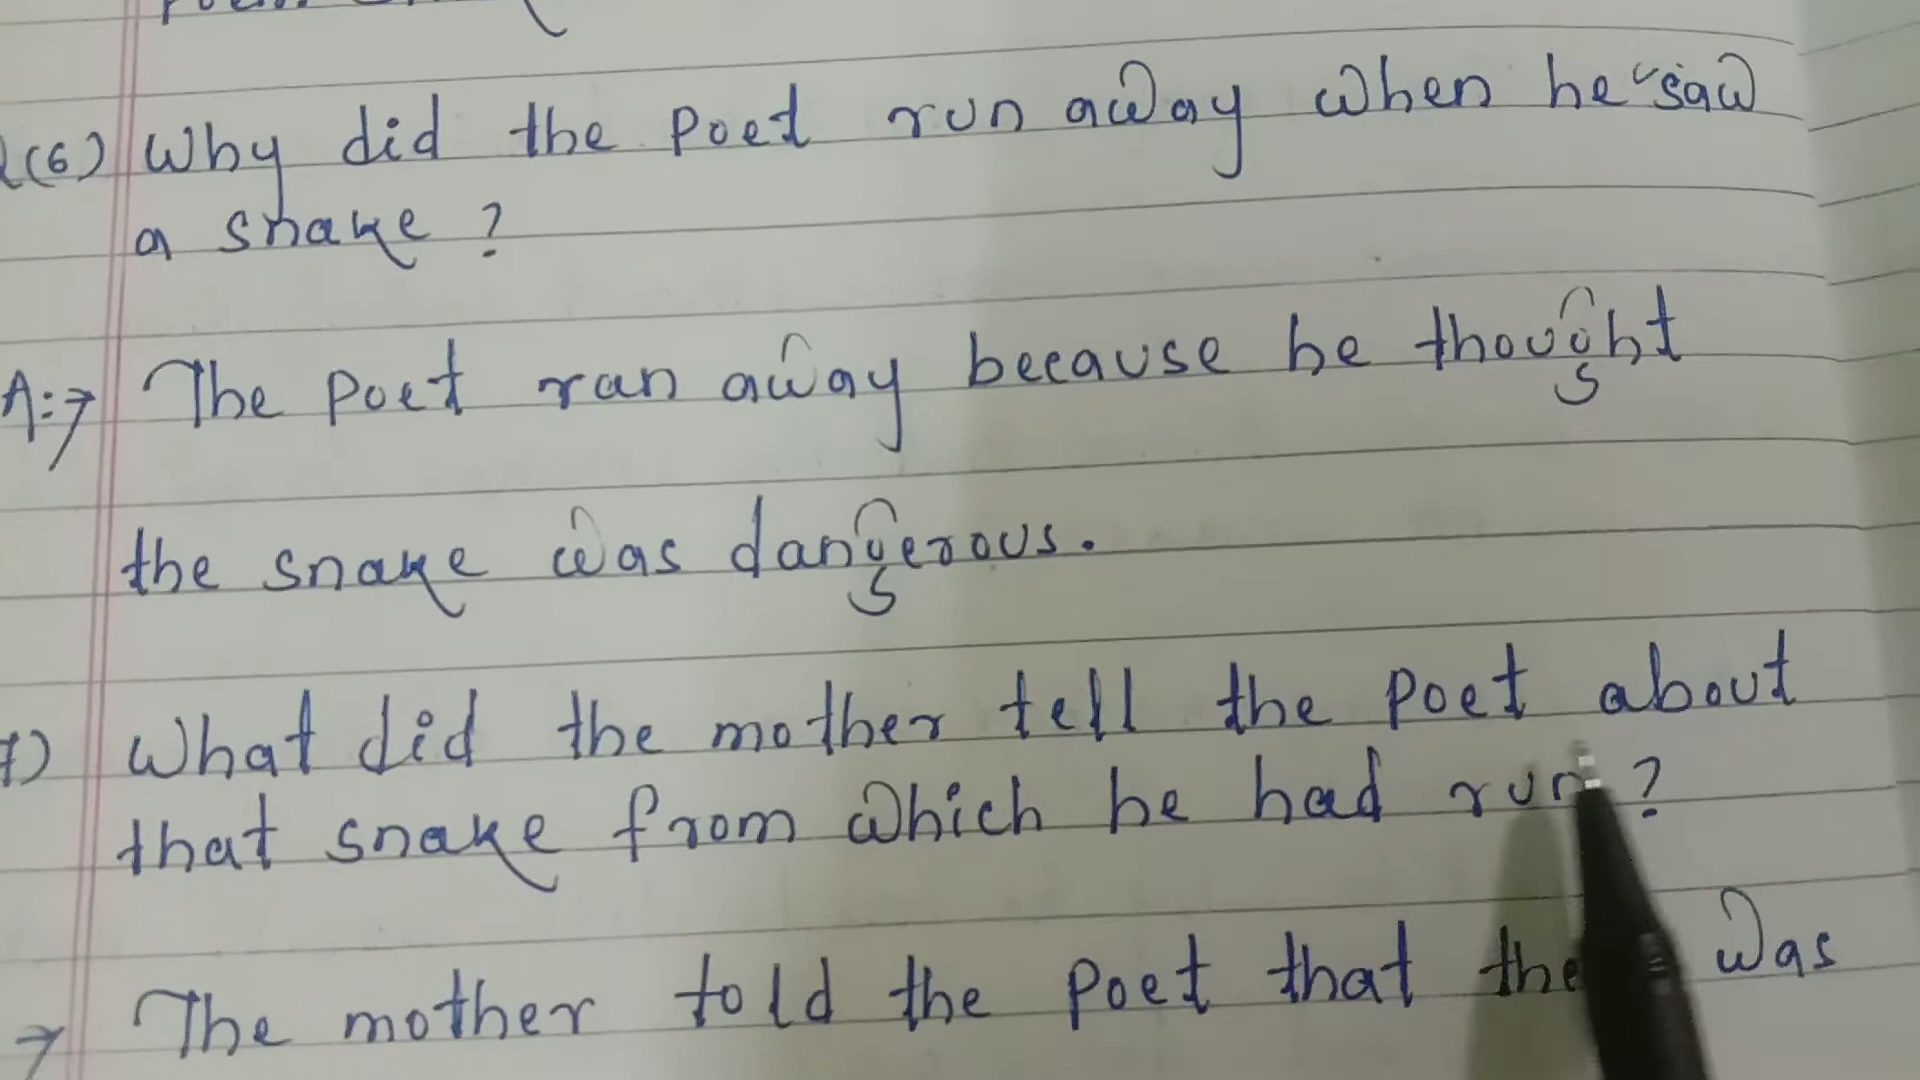 (6) Why did the Poet run away when he saw
a snake ?
A:→ The Poet ran away because he thought
the snake was dangerous.
7) What did the mother tell the Poet about
that snake from which he had run ?
→ The mother told the Poet that the was